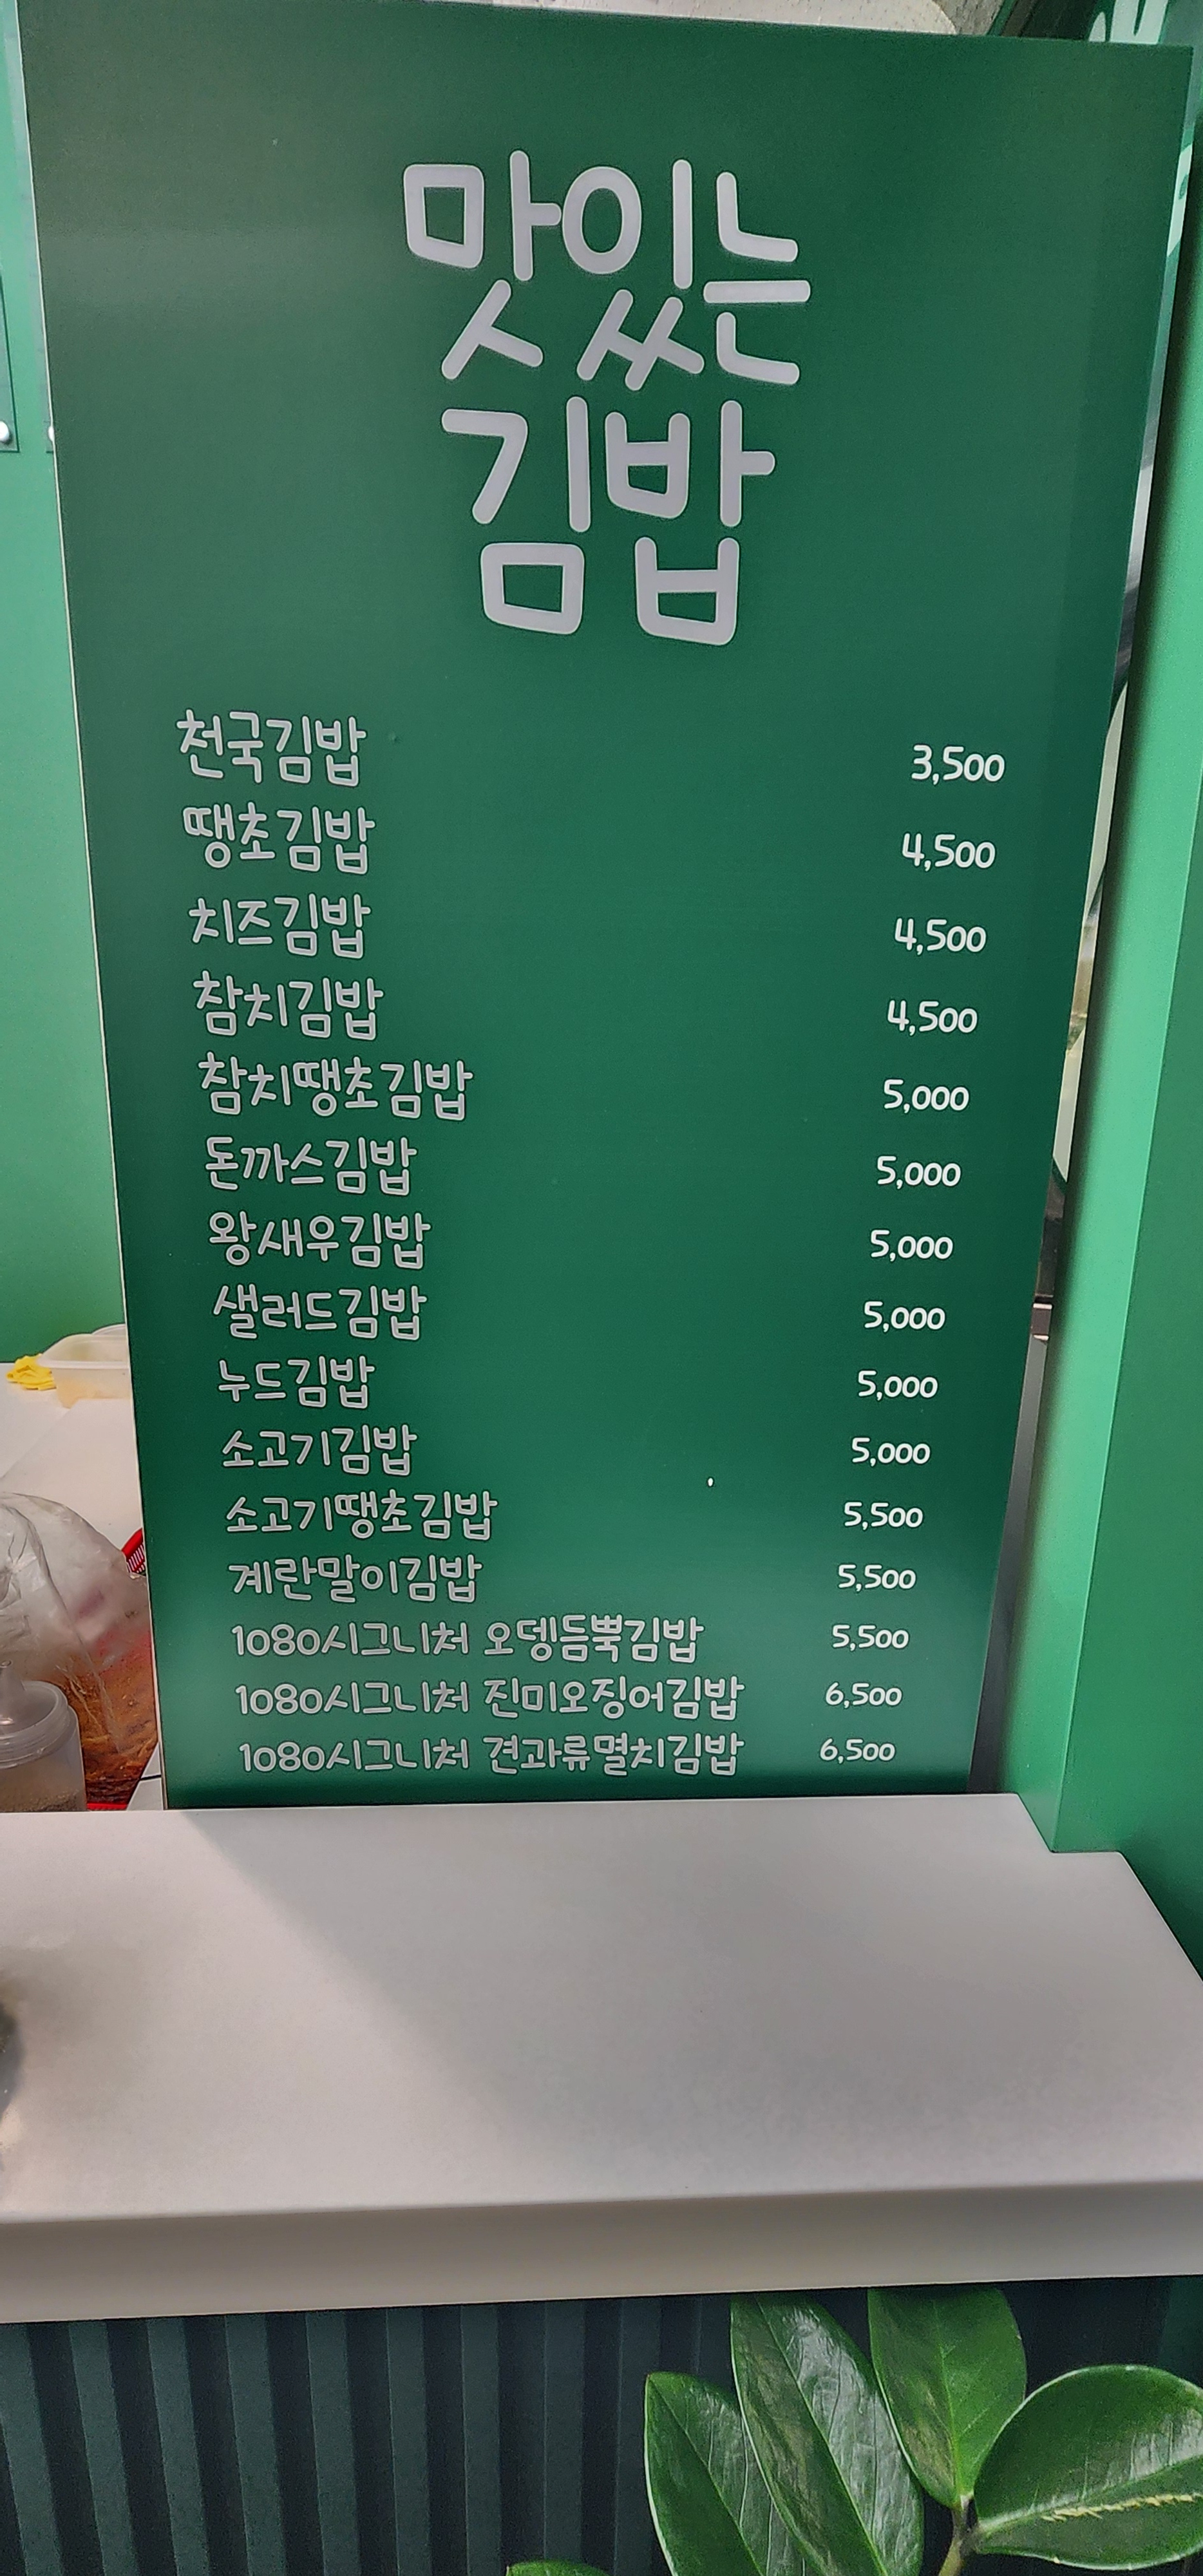 맛있는
김밥
천국김밥 3,500
땡초김밥 4,500
치즈김밥 4,500
참치김밥 4,500
참치땡초김밥 5,000
돈까스김밥 5,000
왕새우김밥 5,000
샐러드김밥 5,000
누드김밥 5,000
소고기김밥 5,000
소고기땡초김밥 5,500
계란말이김밥 5,500
1080시그니처 오뎅듬뿍김밥 5,500
1080시그니처 진미오징어김밥 6,500
1080시그니처 견과류멸치김밥 6,500